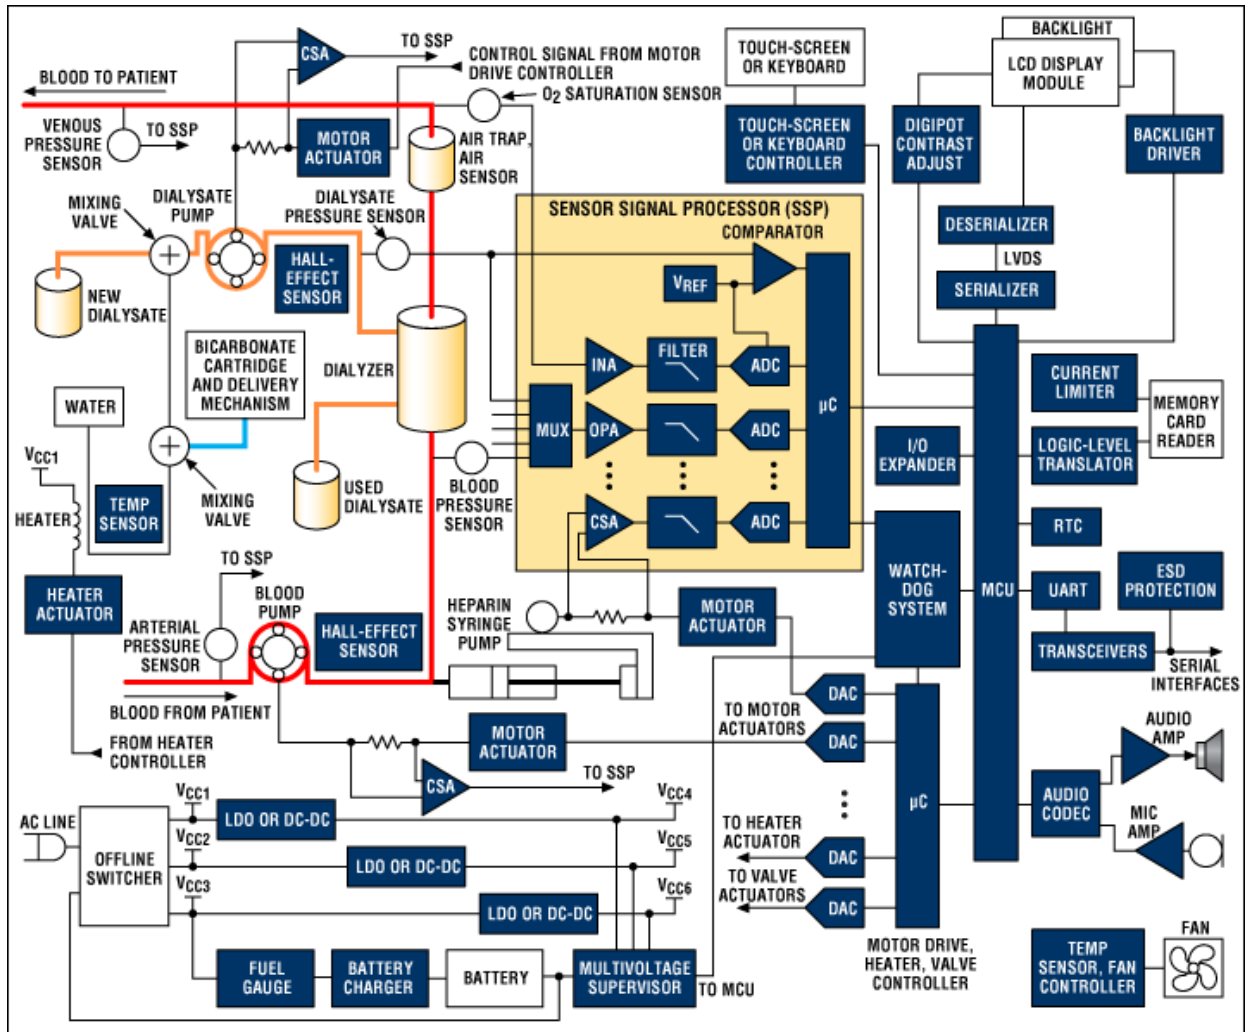 BACKLIGHT
LCD DISPLAY
MODULE
TOUCH-SCREEN
OR KEYBOARD
CSA
TO SSP
CONTROL SIGNAL FROM MOTOR
DRIVE CONTROLLER
BLOOD TO PATIENT
O2 SATURATION SENSOR
VENOUS
PRESSURE
SENSOR
TO SSP
MOTOR
ACTUATOR
AIR TRAP,
AIR
SENSOR
TOUCH-SCREEN
OR KEYBOARD
CONTROLLER
DIGIPOT
CONTRAST
ADJUST
BACKLIGHT
DRIVER
MIXING
VALVE
DIALYSATE
PUMP
DIALYSATE
PRESSURE SENSOR
SENSOR SIGNAL PROCESSOR (SSP)
COMPARATOR
DESERIALIZER
LVDS
SERIALIZER
HALL-
EFFECT
SENSOR
VREF
NEW
DIALYSATE
BICARBONATE
CARTRIDGE
AND DELIVERY
MECHANISM
DIALYZER
INA
FILTER
ADC
µC
CURRENT
LIMITER
MEMORY
CARD
READER
WATER
MUX
OPA
ADC
I/O
EXPANDER
LOGIC-LEVEL
TRANSLATOR
VCC1
HEATER
TEMP
SENSOR
MIXING
VALVE
USED
DIALYSATE
BLOOD
PRESSURE
SENSOR
CSA
ADC
RTC
TO SSP
HEATER
ACTUATOR
BLOOD
PUMP
HEPARIN
SYRINGE
PUMP
MOTOR
ACTUATOR
WATCH-
DOG
SYSTEM
MCU
UART
ESD
PROTECTION
ARTERIAL
PRESSURE
SENSOR
HALL-EFFECT
SENSOR
TRANSCEIVERS
SERIAL
INTERFACES
BLOOD FROM PATIENT
DAC
FROM HEATER
CONTROLLER
MOTOR
ACTUATOR
TO MOTOR
ACTUATORS
DAC
AUDIO
AMP
CSA
TO SSP
µC
AUDIO
CODEC
MIC
AMP
AC LINE
OFFLINE
SWITCHER
VCC1
LDO OR DC-DC
VCC4
VCC2
LDO OR DC-DC
VCC5
VCC3
LDO OR DC-DC
VCC6
TO HEATER
ACTUATOR
DAC
TO VALVE
ACTUATORS
DAC
FUEL
GAUGE
BATTERY
CHARGER
BATTERY
MULTIVOLTAGE
SUPERVISOR
TO MCU
MOTOR DRIVE,
HEATER, VALVE
CONTROLLER
TEMP
SENSOR, FAN
CONTROLLER
FAN